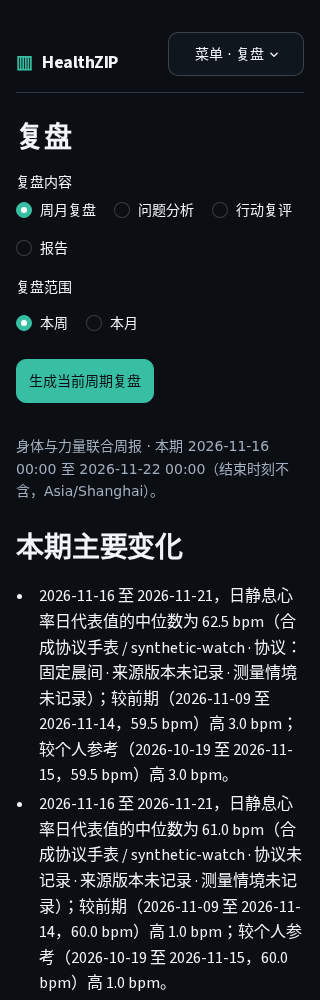 HealthZIP
菜单 · 复盘
复盘
复盘内容
周月复盘 问题分析 行动复评
报告
复盘范围
本周 本月
生成当前周期复盘
身体与力量联合周报 · 本期 2026-11-16
00:00 至 2026-11-22 00:00（结束时刻不
含，Asia/Shanghai）。
本期主要变化
2026-11-16 至 2026-11-21，日静息心
率日代表值的中位数为 62.5 bpm（合
成协议手表 / synthetic-watch · 协议：
固定晨间 · 来源版本未记录 · 测量情境
未记录）；较前期（2026-11-09 至
2026-11-14，59.5 bpm）高 3.0 bpm；
较个人参考（2026-10-19 至 2026-11-
15，59.5 bpm）高 3.0 bpm。
2026-11-16 至 2026-11-21，日静息心
率日代表值的中位数为 61.0 bpm（合
成协议手表 / synthetic-watch · 协议未
记录 · 来源版本未记录 · 测量情境未记
录）；较前期（2026-11-09 至 2026-11-
14，60.0 bpm）高 1.0 bpm；较个人参
考（2026-10-19 至 2026-11-15，60.0
bpm）高 1.0 bpm。